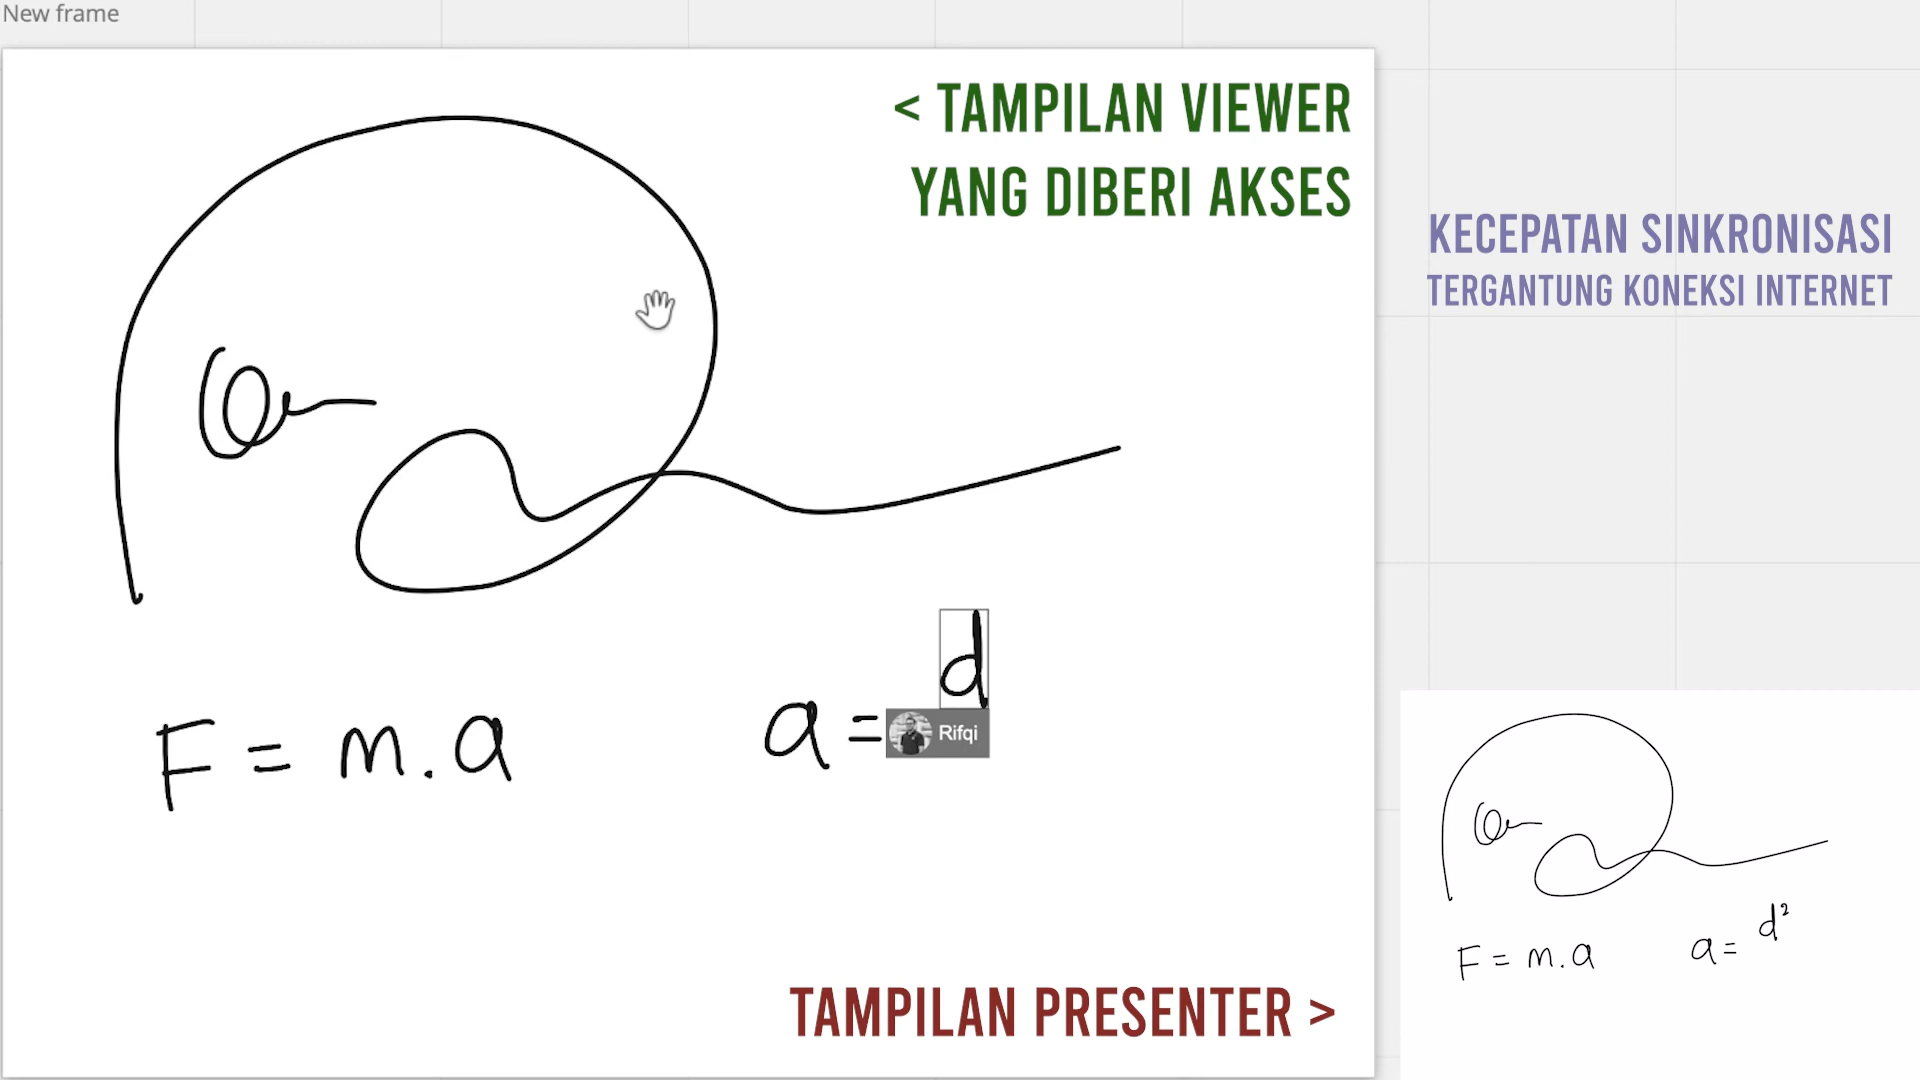 New frame
< TAMPILAN VIEWER
YANG DIBERI AKSES
KECEPATAN SINKRONISASI
TERGANTUNG KONEKSI INTERNET
F = m.a
a = d
Rifqi
TAMPILAN PRESENTER >
F = m.a
a = d²